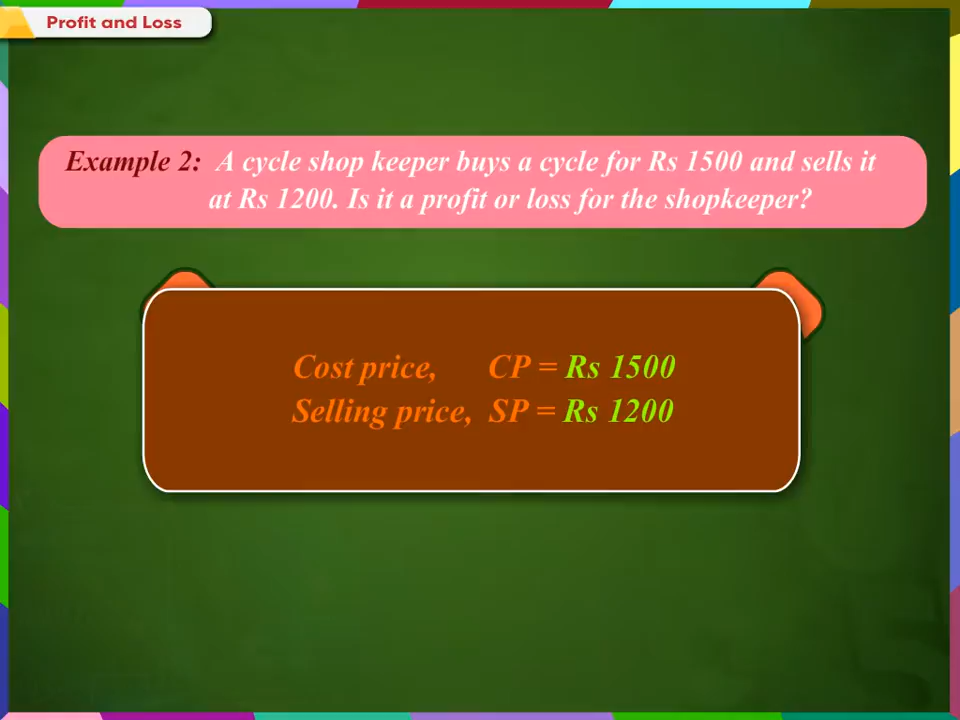 Profit and Loss
Example 2: A cycle shop keeper buys a cycle for Rs 1500 and sells it
at Rs 1200. Is it a profit or loss for the shopkeeper?
Cost price, CP = Rs 1500
Selling price, SP = Rs 1200